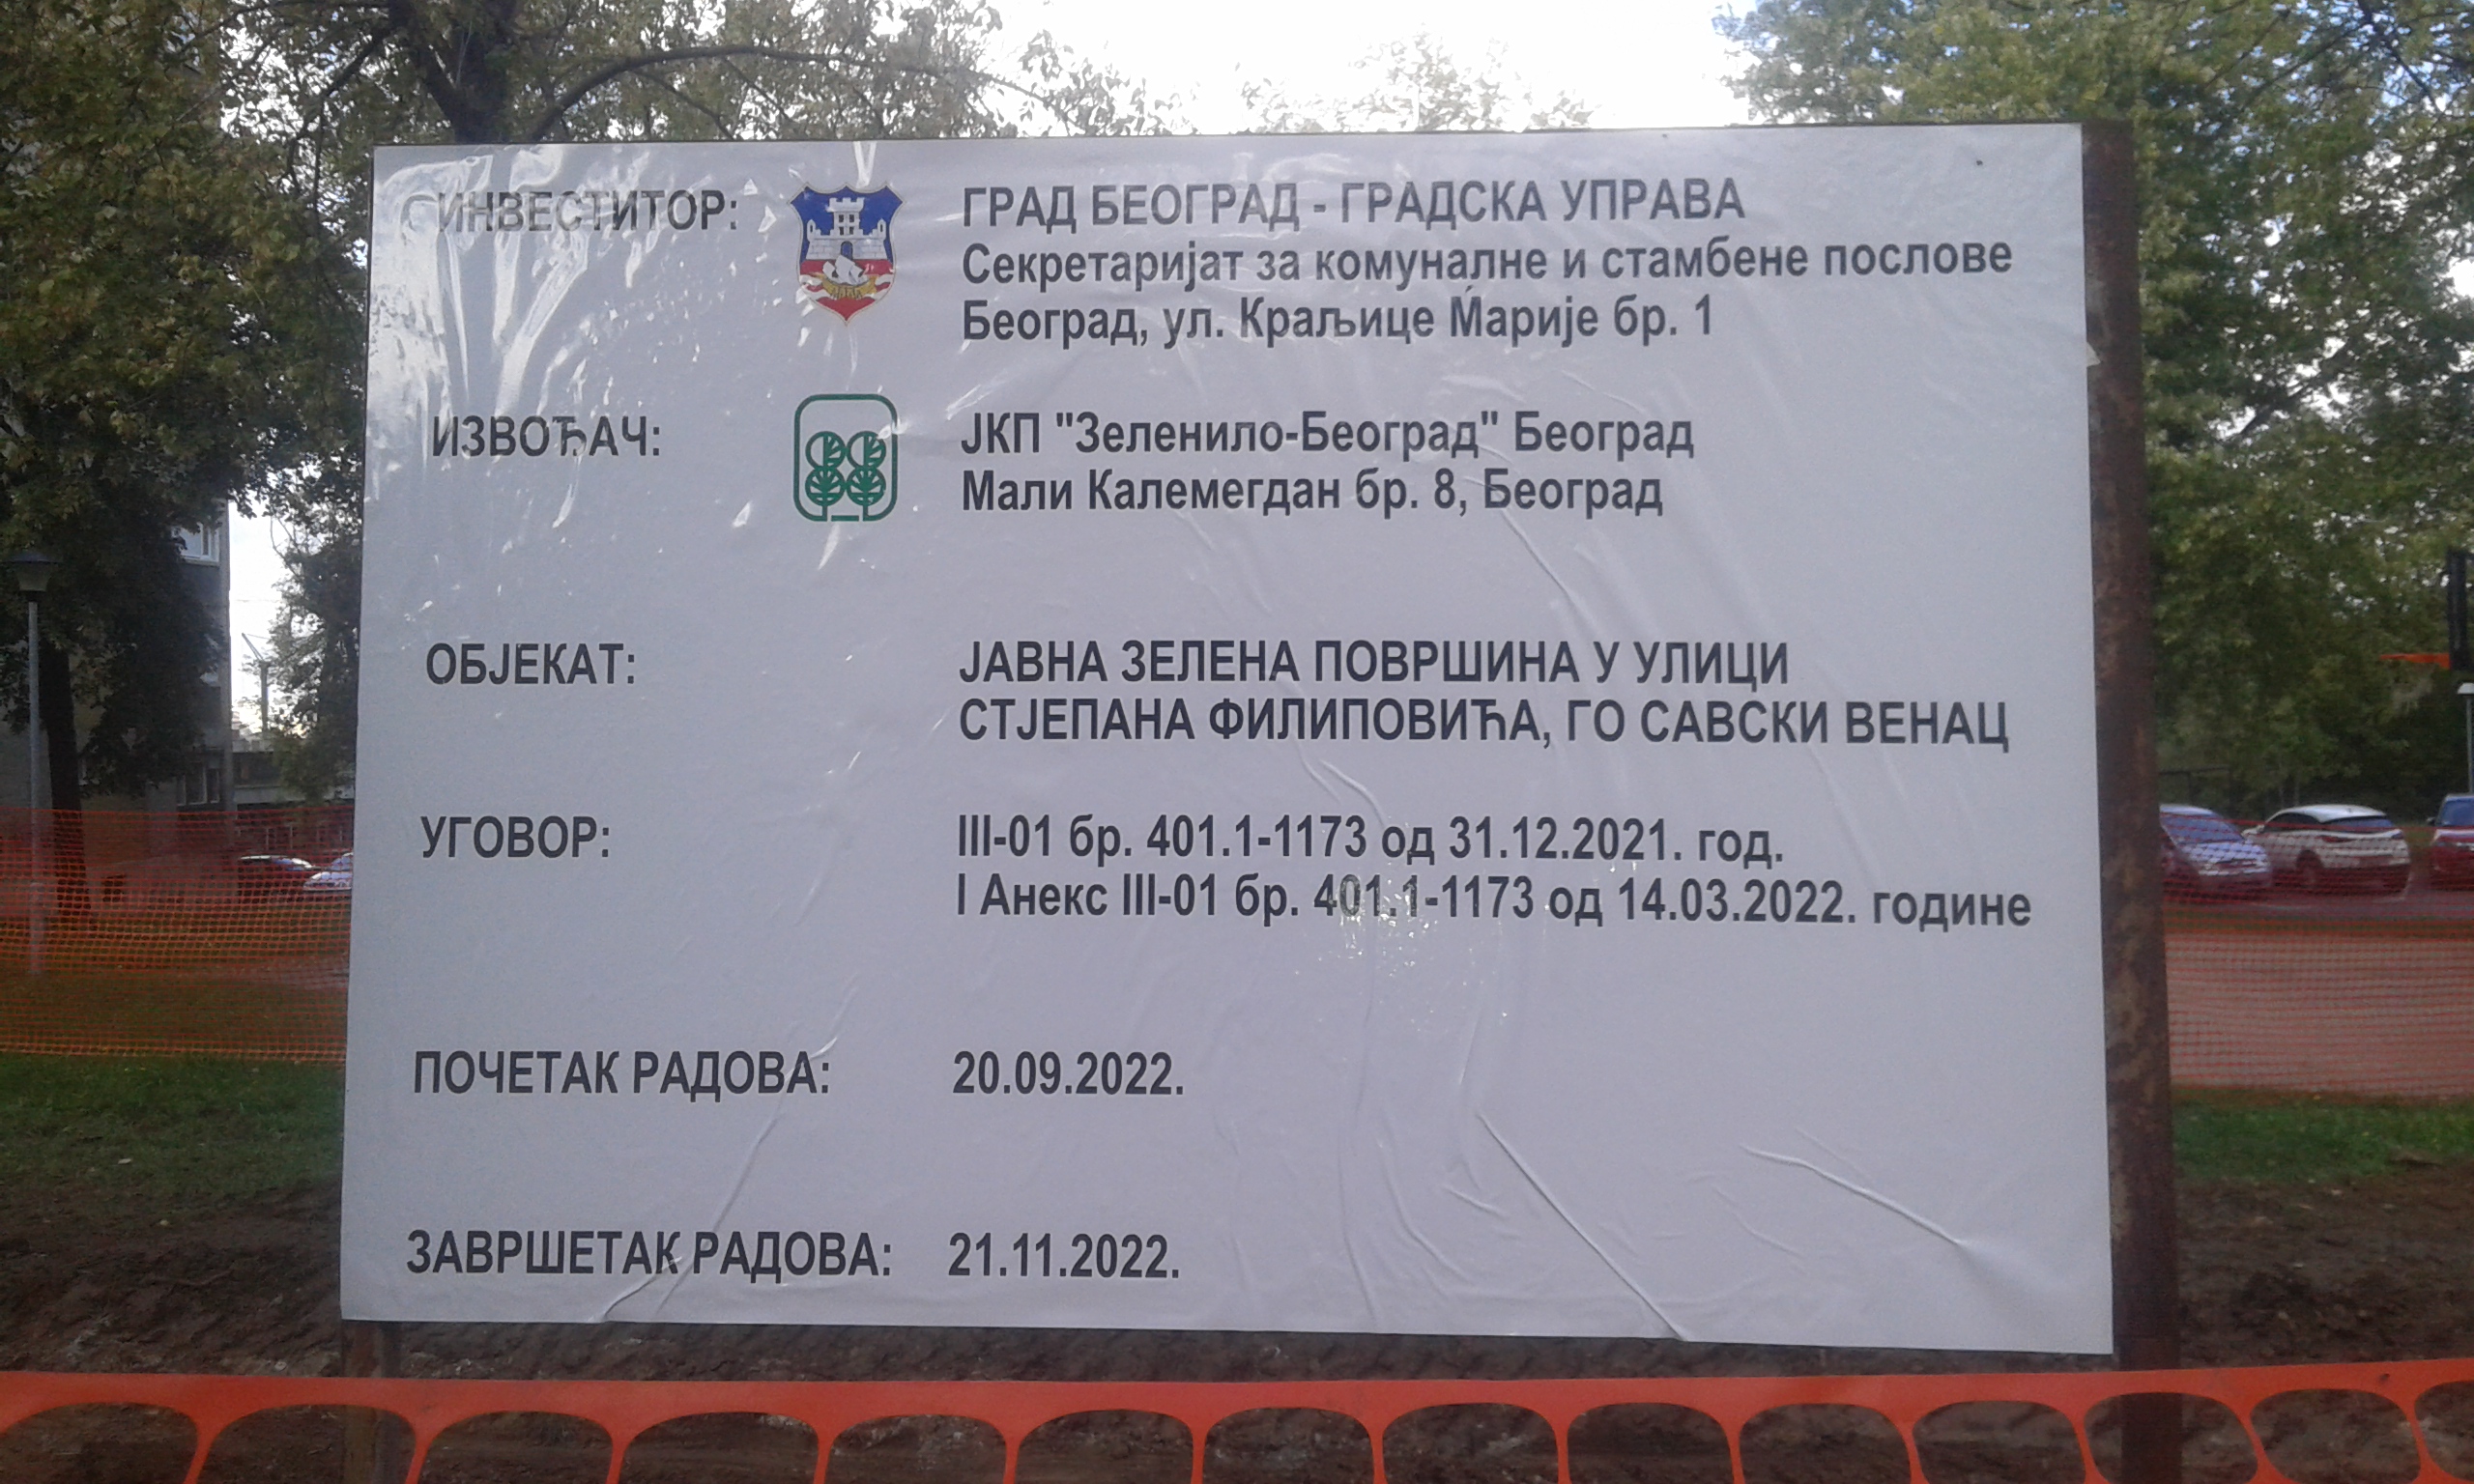 ИНВЕСТИТОР:
ГРАД БЕОГРАД - ГРАДСКА УПРАВА
Секретаријат за комуналне и стамбене послове
Београд, ул. Краљице Марије бр. 1
ИЗВОЂАЧ:
ЈКП "Зеленило-Београд" Београд
Мали Калемегдан бр. 8, Београд
ОБЈЕКАТ:
ЈАВНА ЗЕЛЕНА ПОВРШИНА У УЛИЦИ
СТЈЕПАНА ФИЛИПОВИЋА, ГО САВСКИ ВЕНАЦ
УГОВОР:
III-01 бр. 401.1-1173 од 31.12.2021. год.
I Анекс III-01 бр. 401.1-1173 од 14.03.2022. године
ПОЧЕТАК РАДОВА: 20.09.2022.
ЗАВРШЕТАК РАДОВА: 21.11.2022.